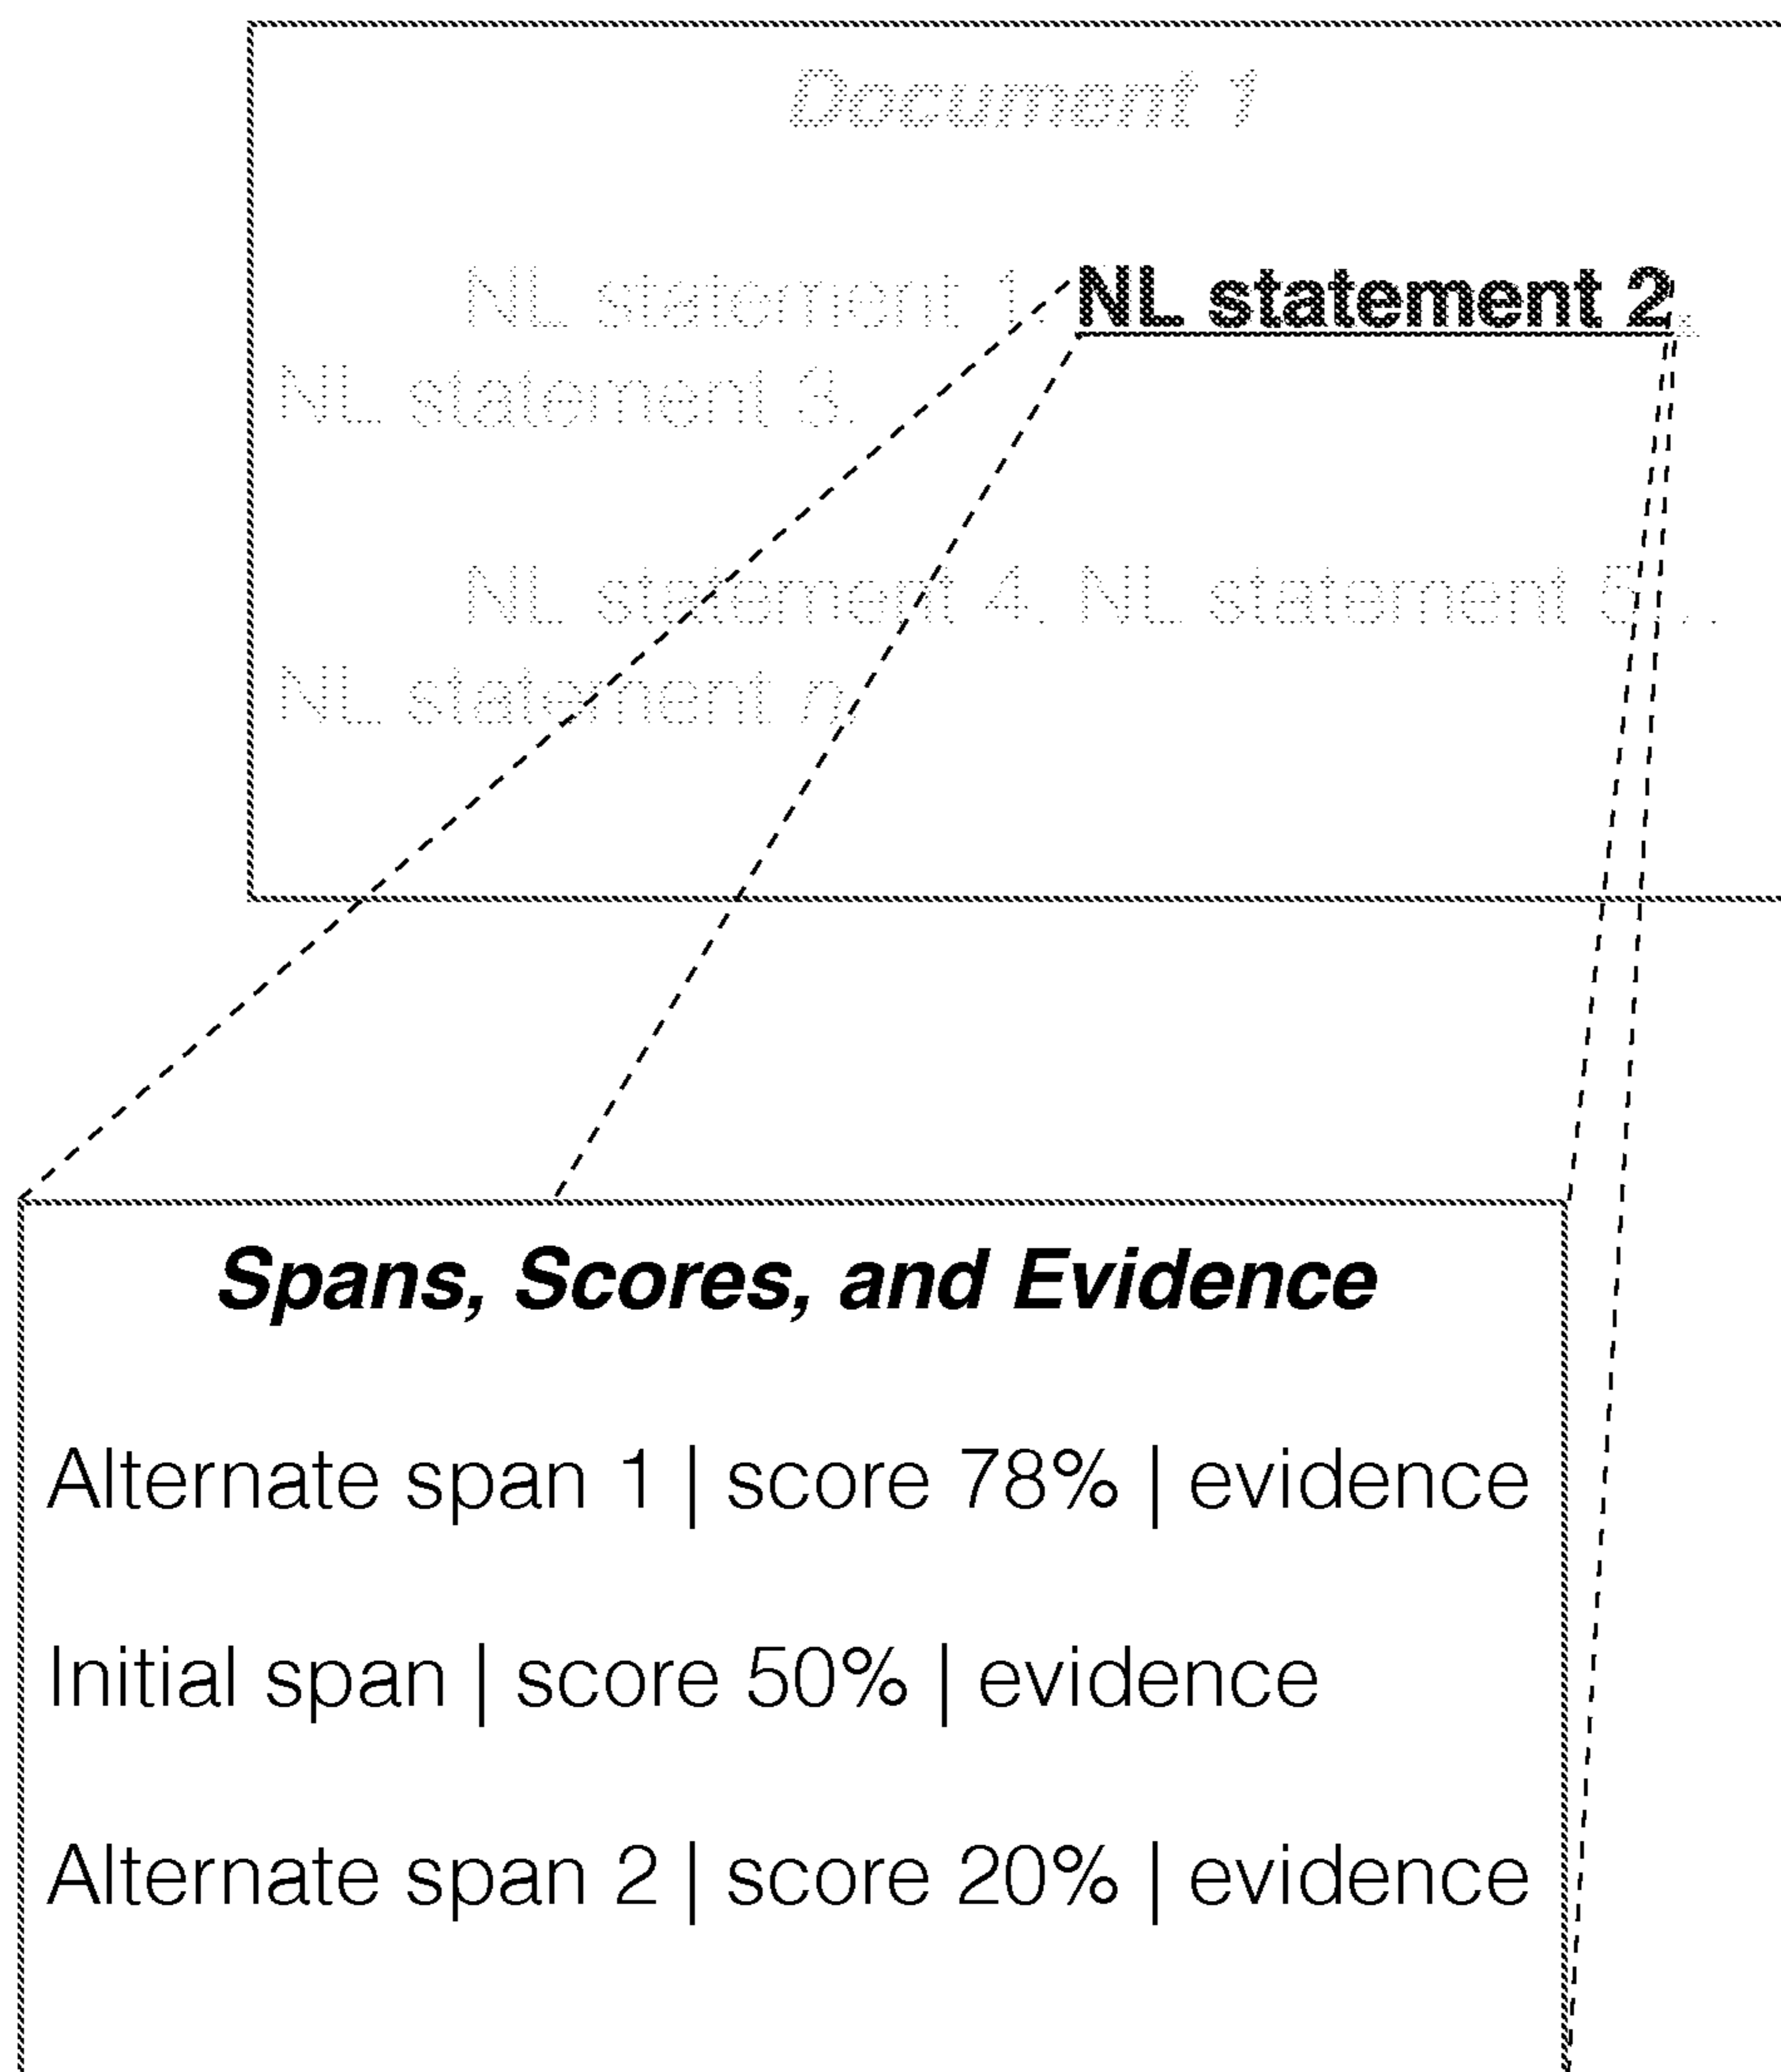 Document 1
NL statement 1. NL statement 2.
NL statement 3.
NL statement 4. NL statement 5...
NL statement n.
Spans, Scores, and Evidence
Alternate span 1 | score 78% | evidence
Initial span | score 50% | evidence
Alternate span 2 | score 20% | evidence